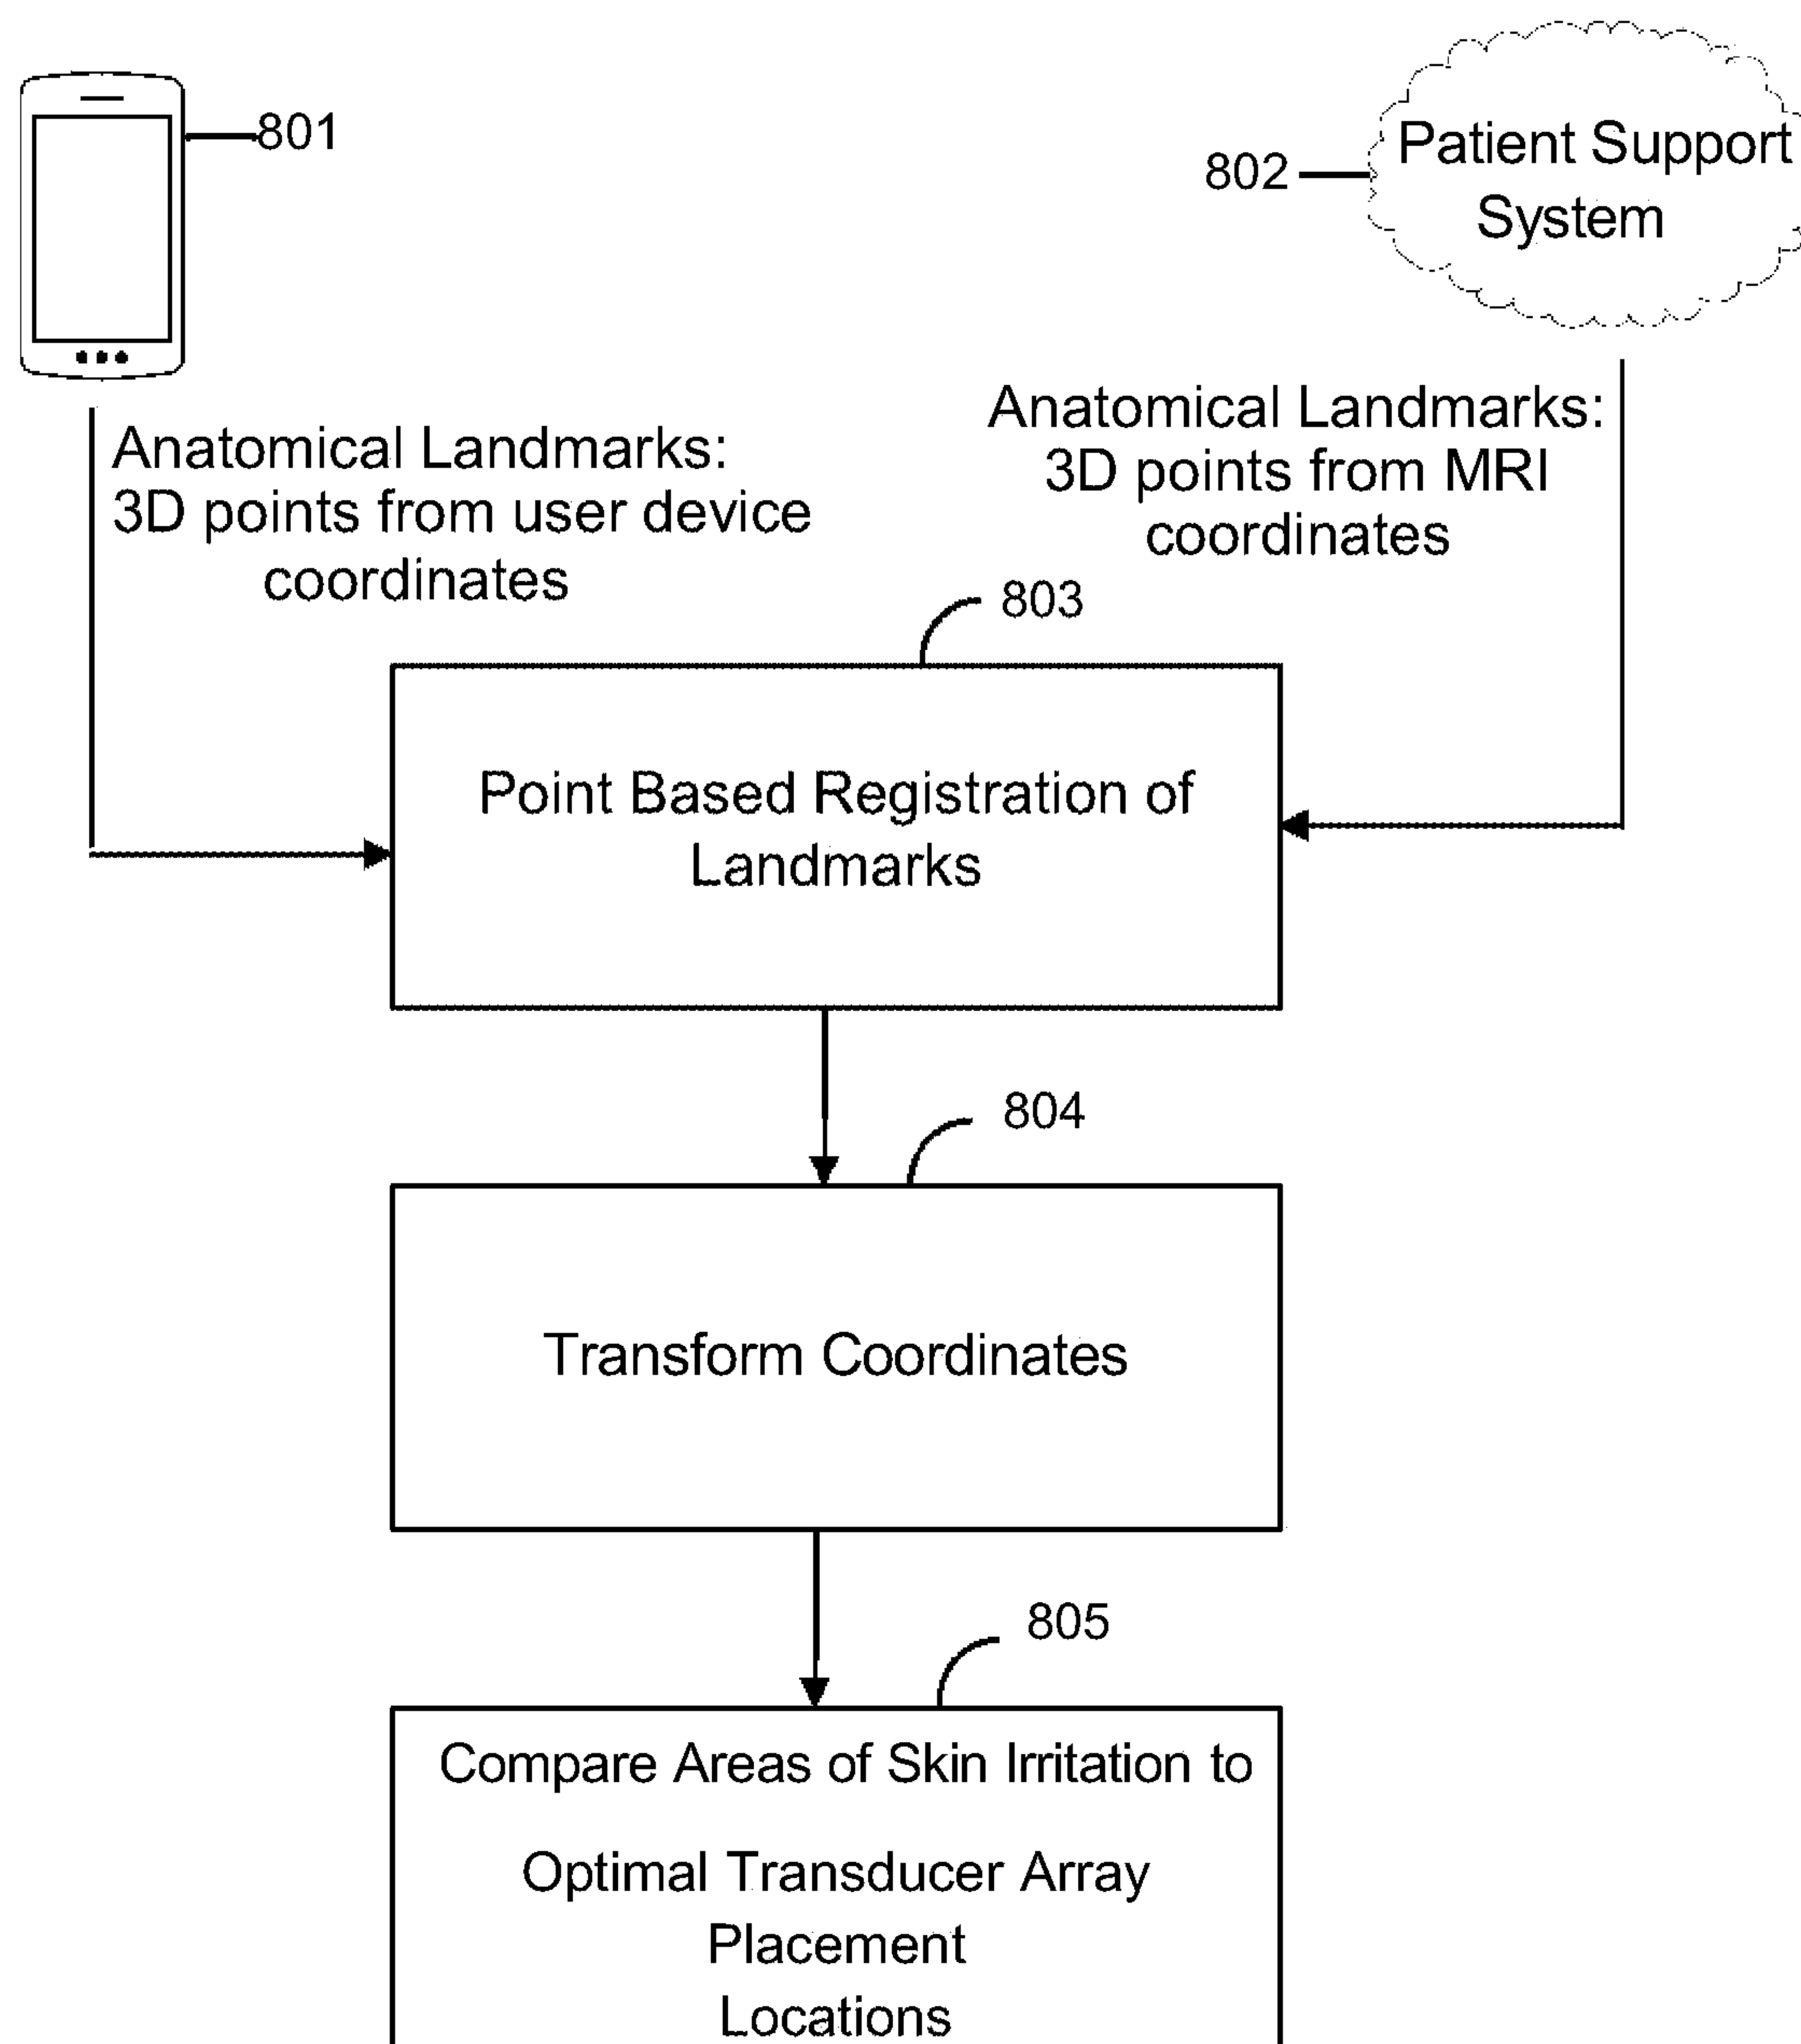 801
802
Patient Support
System
Anatomical Landmarks:
3D points from user device
coordinates
Anatomical Landmarks:
3D points from MRI
coordinates
803
Point Based Registration of
Landmarks
804
Transform Coordinates
805
Compare Areas of Skin Irritation to
Optimal Transducer Array
Placement
Locations